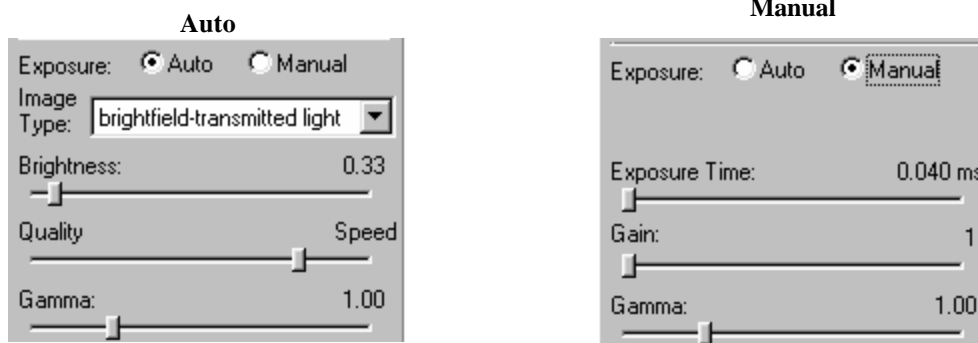 Auto
Exposure: Auto Manual
Image
Type: brightfield-transmitted light
Brightness: 0.33
Quality Speed
Gamma: 1.00
Manual
Exposure: Auto Manual
Exposure Time: 0.040 ms
Gain: 1
Gamma: 1.00